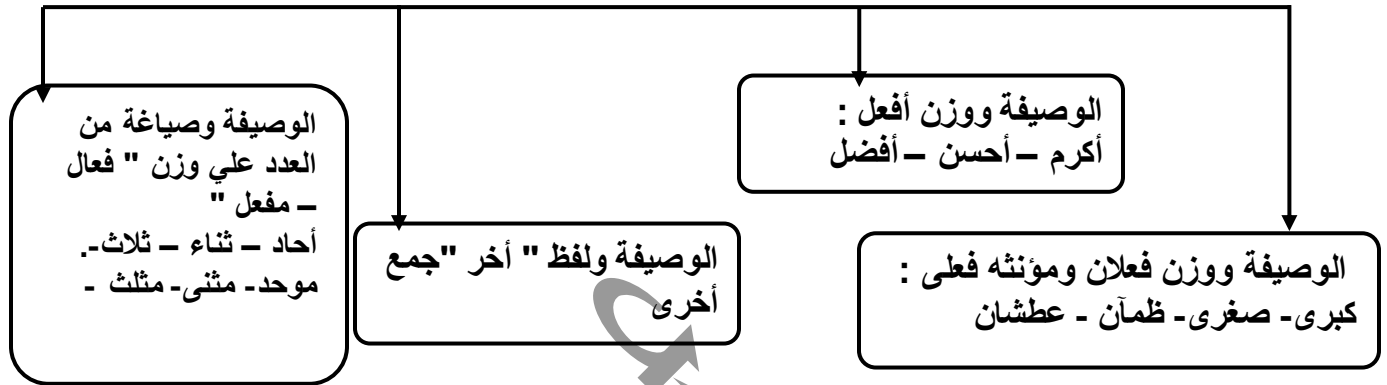 الوصيفة ووزن فعلان ومؤنثه فعلى :
كبرى- صغرى- ظمآن - عطشان
الوصيفة ووزن أفعل :
أكرم – أحسن – أفضل
الوصيفة ولفظ " أخر "جمع
أخرى
الوصيفة وصياغة من
العدد علي وزن " فعال
– مفعل "
أحاد – ثناء – ثلاث-.
موحد- مثنى- مثلث -